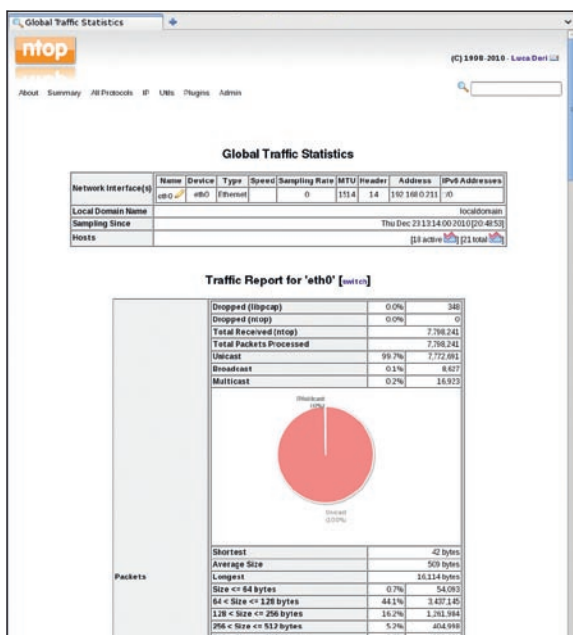 Global Traffic Statistics
ntop
(C) 1998-2010 - Luca Deri
About Summary All Protocols IP Utils Plugins Admin
Global Traffic Statistics
Network Interface(s) Name Device Type Speed Sampling Rate MTU Header Address IPv6 Addresses
eth0 eth0 Ethernet 0 1514 14 192.168.0.211 ::/0
Local Domain Name localdomain
Sampling Since Thu Dec 23 13:14:00 2010 [20:48:53]
Hosts [18 active] [21 total]
Traffic Report for 'eth0' [switch]
Packets
Dropped (libpcap) 0.0% 348
Dropped (ntop) 0.0% 0
Total Received (ntop) 7,798,241
Total Packets Processed 7,798,241
Unicast 99.7% 7,772,691
Broadcast 0.1% 8,627
Multicast 0.2% 16,923
Multicast
(0%)
Unicast
(100%)
Shortest 42 bytes
Average Size 509 bytes
Longest 16,114 bytes
Size <= 64 bytes 0.7% 54,093
64 < Size <= 128 bytes 44.1% 3,437,145
128 < Size <= 256 bytes 16.2% 1,261,984
256 < Size <= 512 bytes 5.2% 404,998